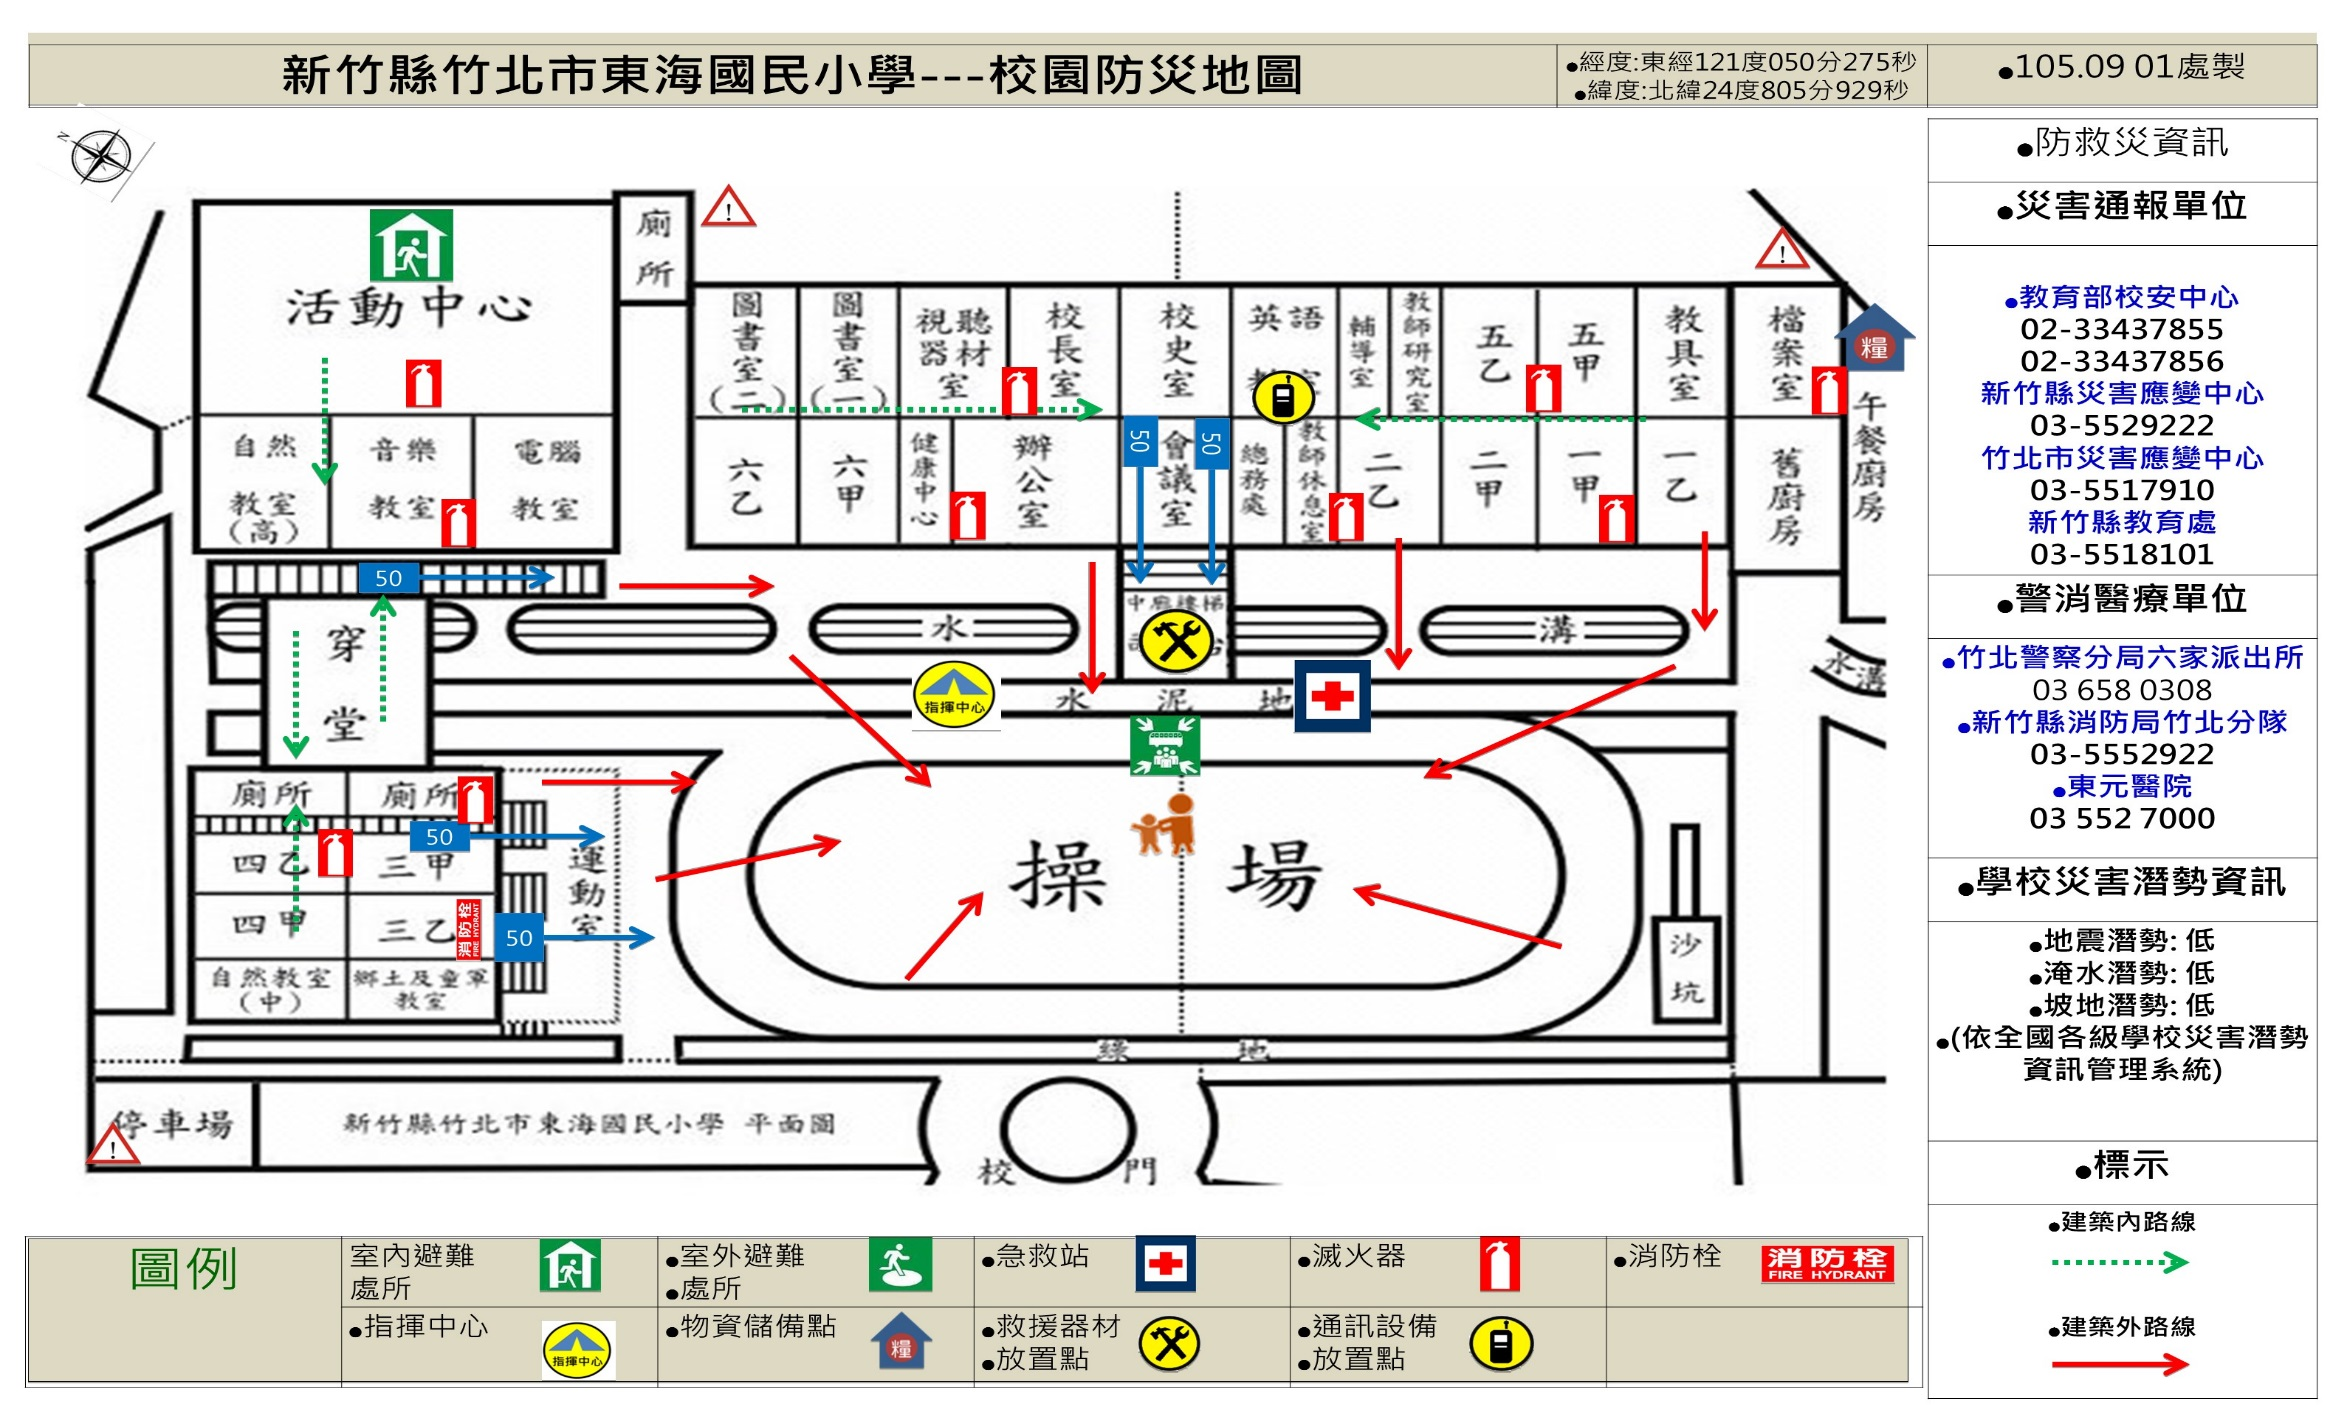 新竹縣竹北市東海國民小學---校園防災地圖
●經度:東經121度050分275秒
●緯度:北緯24度805分929秒
●105.09 01處製
N
廁所
活動中心
自然教室(高)
音樂教室
電腦教室
圖書室(二)
圖書室(一)
視聽器材室
校長室
校史室
英語
輔導室
教師研究室
五乙
五甲
教具室
檔案室
糧
午餐廚房
六乙
六甲
健康中心
辦公室
50
會議室
50
總務處
教師休息室
二乙
二甲
一甲
一乙
舊廚房
50
中庭樓梯
穿堂
水
溝
水溝
指揮中心
水泥地
廁所
廁所
50
四乙
三甲
四甲
三乙
消防栓
FIRE HYDRANT
50
運動室
自然教室(中)
鄉土及童軍教室
操場
沙坑
綠地
停車場
新竹縣竹北市東海國民小學 平面圖
校門
●防救災資訊
●災害通報單位
●教育部校安中心
02-33437855
02-33437856
新竹縣災害應變中心
03-5529222
竹北市災害應變中心
03-5517910
新竹縣教育處
03-5518101
●警消醫療單位
●竹北警察分局六家派出所
03 658 0308
●新竹縣消防局竹北分隊
03-5552922
●東元醫院
03 552 7000
●學校災害潛勢資訊
●地震潛勢: 低
●淹水潛勢: 低
●坡地潛勢: 低
●(依全國各級學校災害潛勢
資訊管理系統)
●標示
●建築內路線
●建築外路線
圖例
室內避難
處所
●室外避難
●處所
●急救站
●滅火器
●消防栓
消防栓
FIRE HYDRANT
●指揮中心
指揮中心
●物資儲備點
糧
●救援器材
●放置點
●通訊設備
●放置點